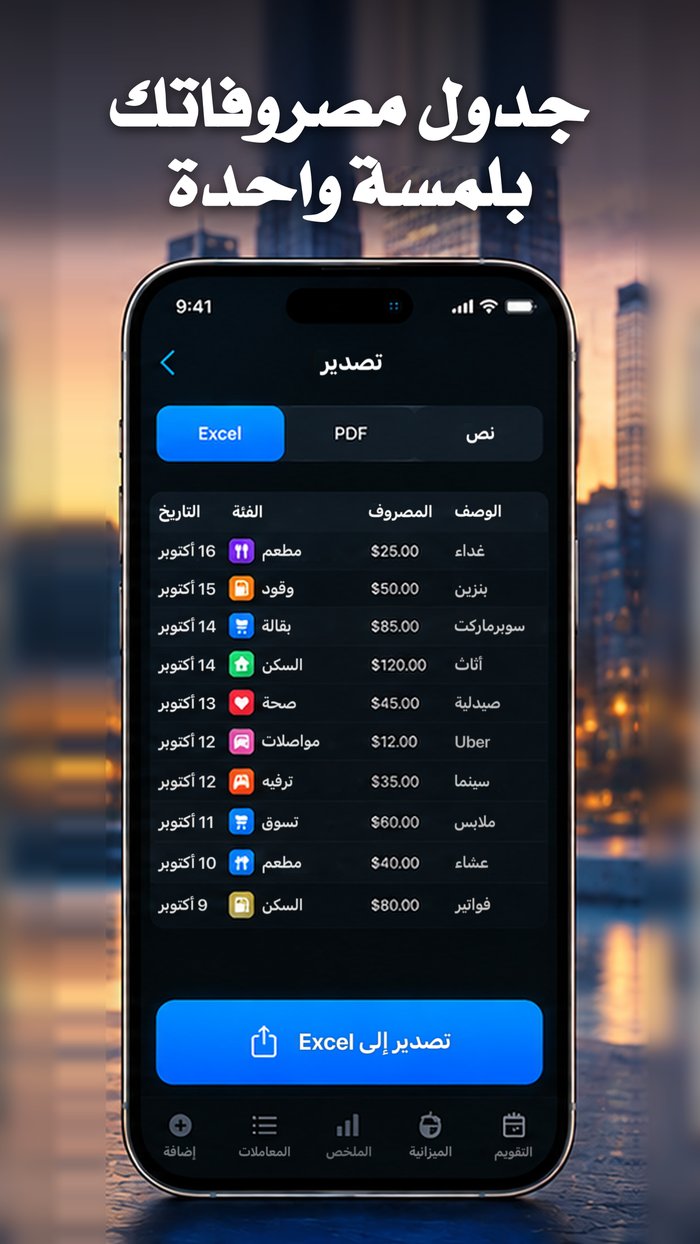 جدول مصروفاتك
بلمسة واحدة
9:41
تصدير
نص PDF Excel
الوصف المصروف الفئة التاريخ
غداء $25.00 مطعم 16 أكتوبر
بنزين $50.00 وقود 15 أكتوبر
سوبرماركت $85.00 بقالة 14 أكتوبر
أثاث $120.00 السكن 14 أكتوبر
صيدلية $45.00 صحة 13 أكتوبر
Uber $12.00 مواصلات 12 أكتوبر
سينما $35.00 ترفيه 12 أكتوبر
ملابس $60.00 تسوق 11 أكتوبر
عشاء $40.00 مطعم 10 أكتوبر
فواتير $80.00 السكن 9 أكتوبر
تصدير إلى Excel
التقويم الميزانية الملخص المعاملات إضافة